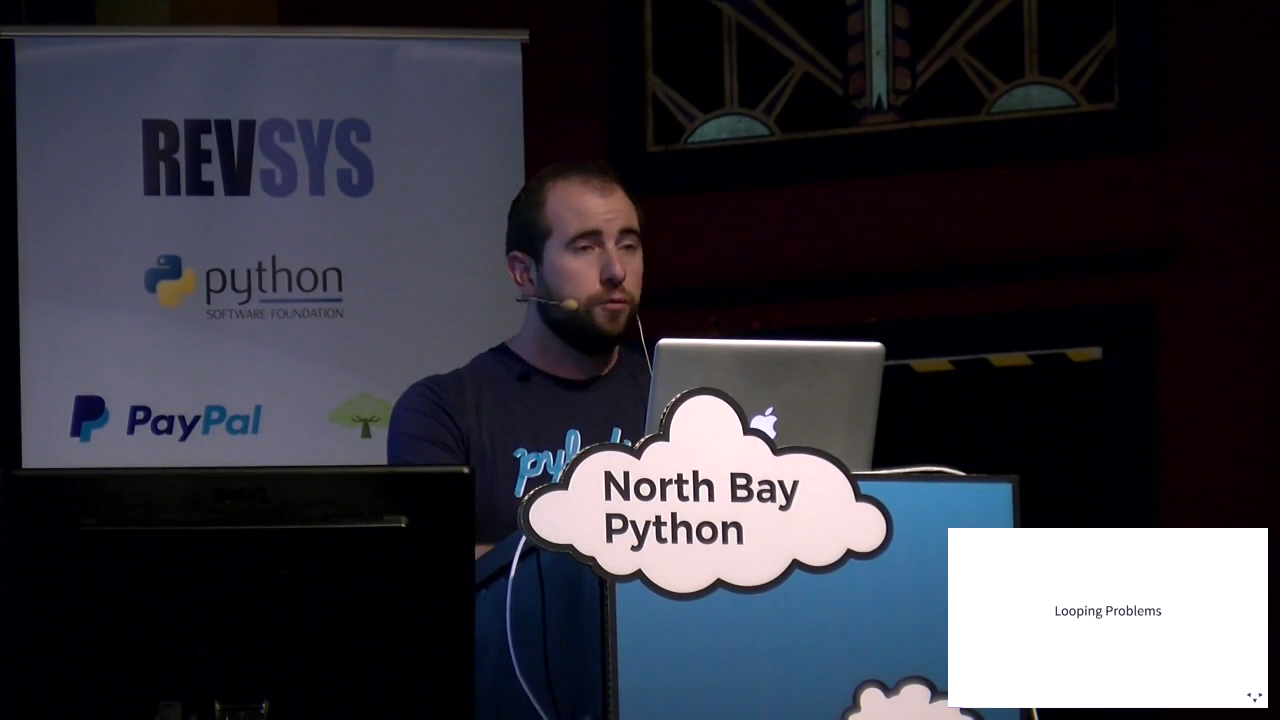 REVSYS
python
SOFTWARE FOUNDATION
PayPal
North Bay
Python
Looping Problems